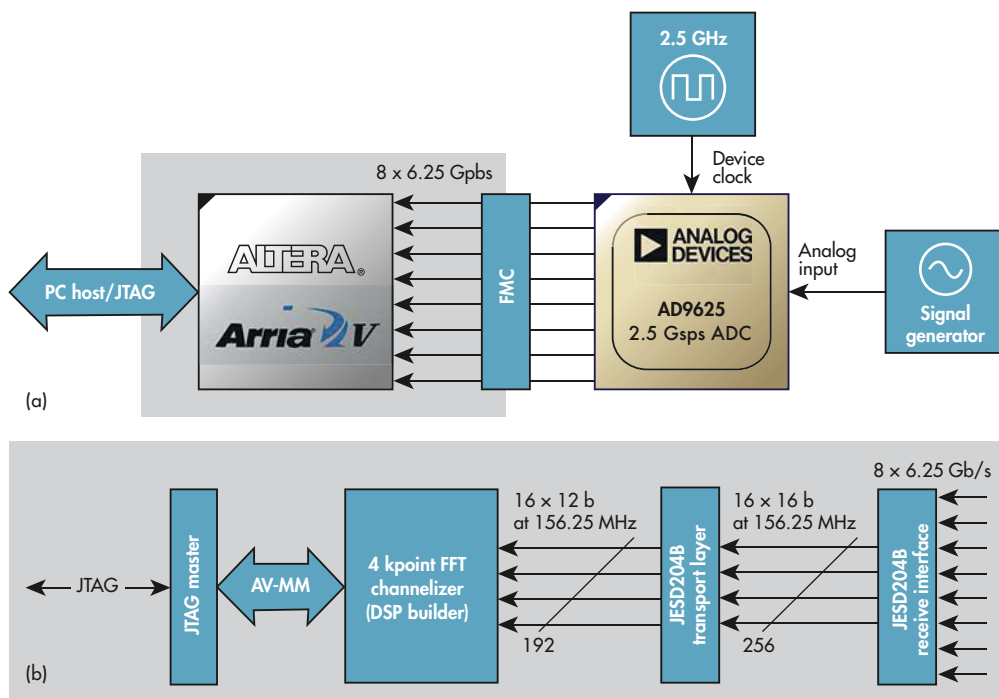 2.5 GHz
Device
clock
8 x 6.25 Gpbs
ALTERA®
Arria V
PC host/JTAG
FMC
ANALOG
DEVICES
AD9625
2.5 Gsps ADC
Analog
input
Signal
generator
(a)
8 × 6.25 Gb/s
16 × 12 b
at 156.25 MHz
16 × 16 b
at 156.25 MHz
JTAG
JTAG master
AV-MM
4 kpoint FFT
channelizer
(DSP builder)
192
JESD204B
transport layer
256
JESD204B
receive interface
(b)